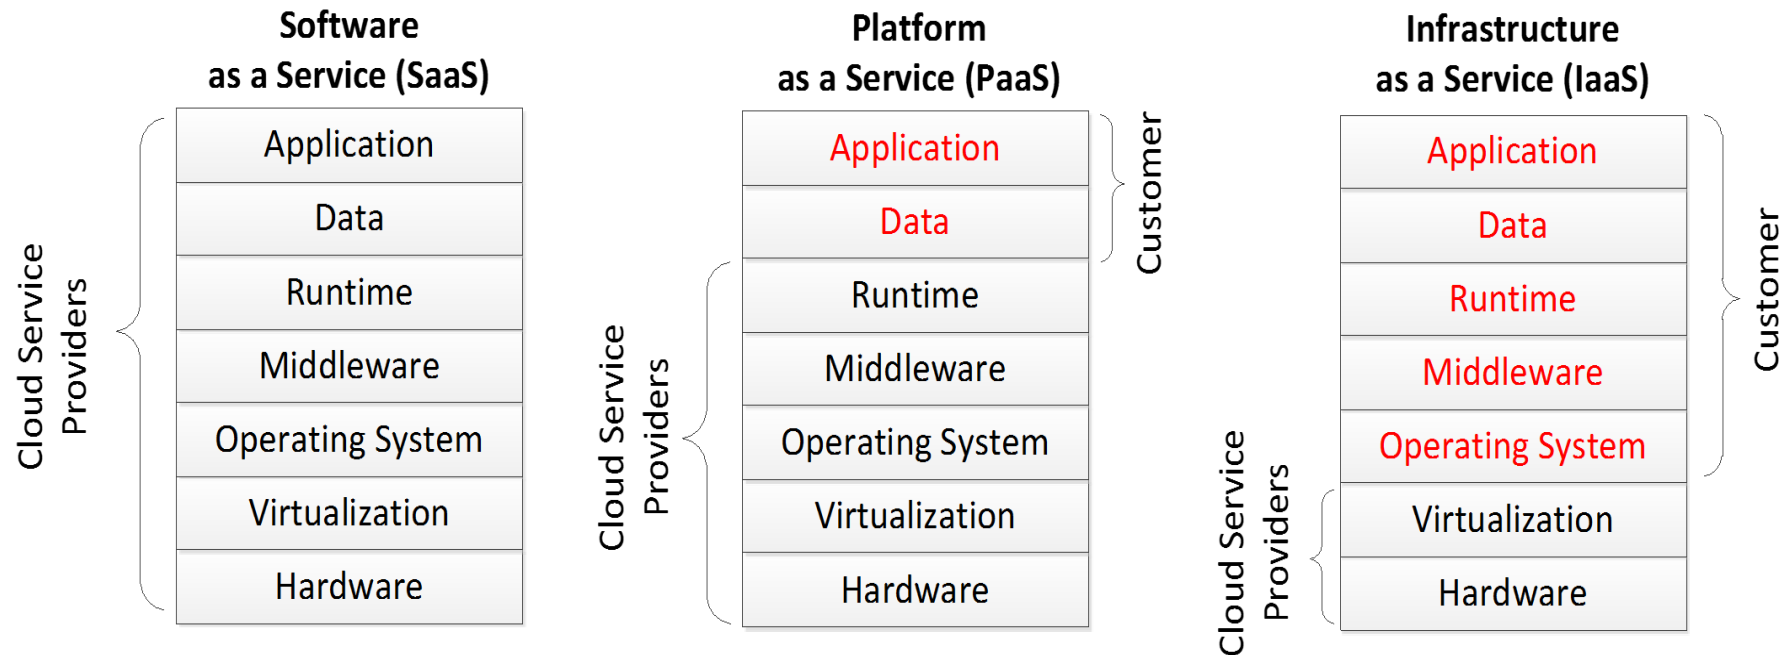 Software
as a Service (SaaS)
Cloud Service
Providers
Application
Data
Runtime
Middleware
Operating System
Virtualization
Hardware
Platform
as a Service (PaaS)
Customer
Cloud Service
Providers
Application
Data
Runtime
Middleware
Operating System
Virtualization
Hardware
Infrastructure
as a Service (IaaS)
Customer
Cloud Service
Providers
Application
Data
Runtime
Middleware
Operating System
Virtualization
Hardware